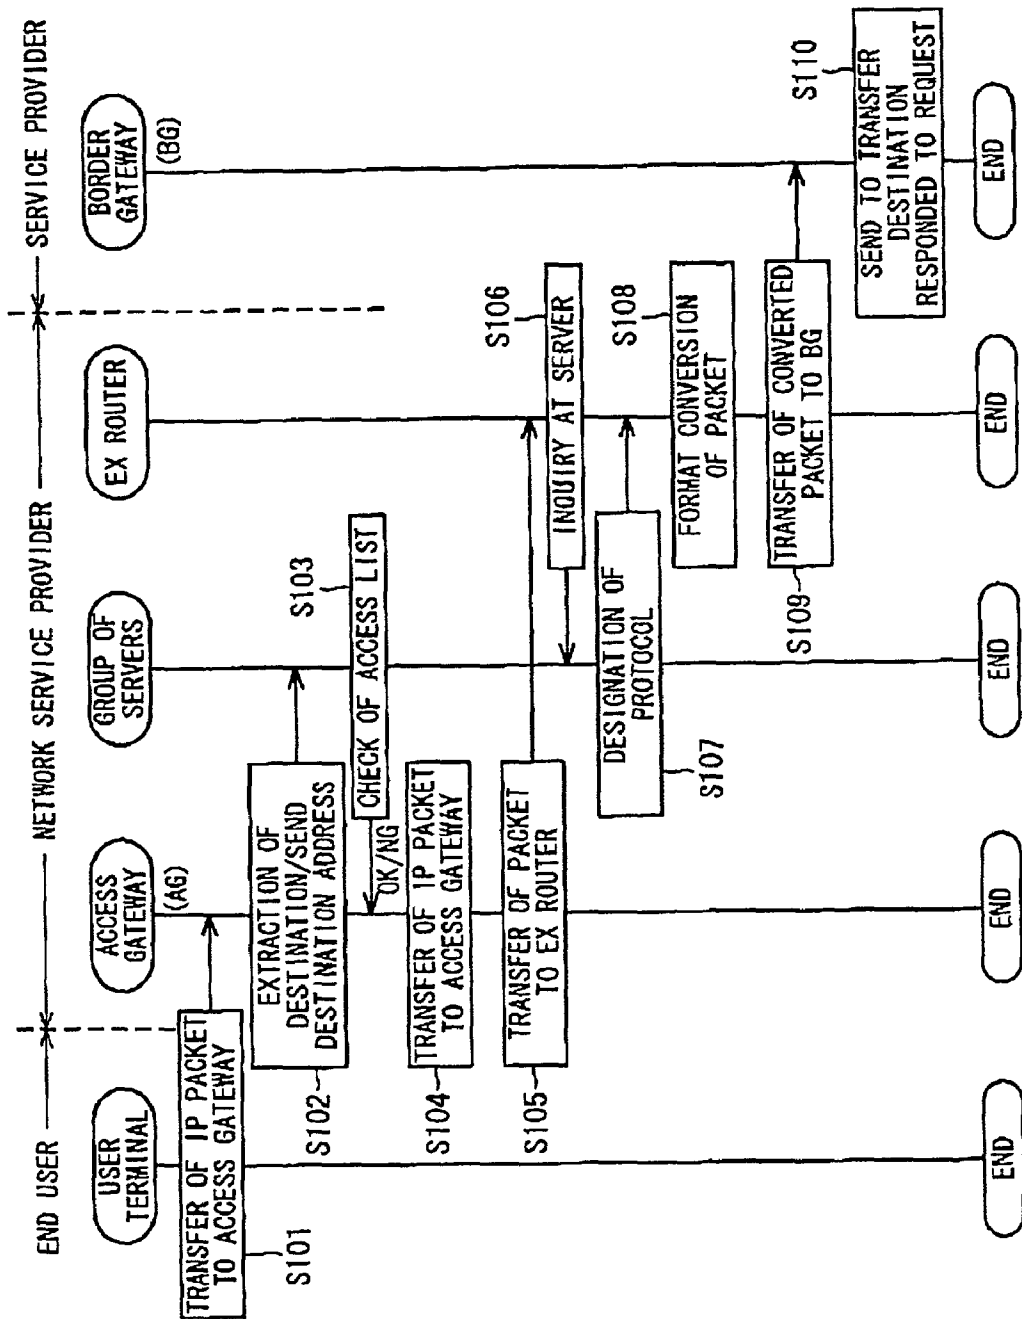 END USER
NETWORK SERVICE PROVIDER
SERVICE PROVIDER
USER
TERMINAL
ACCESS
GATEWAY
(AG)
GROUP OF
SERVERS
EX ROUTER
BORDER
GATEWAY
(BG)
TRANSFER OF IP PACKET
TO ACCESS GATEWAY
S101
EXTRACTION OF
DESTINATION/SEND
DESTINATION ADDRESS
S102
S103
CHECK OF ACCESS LIST
OK/NG
TRANSFER OF IP PACKET
TO ACCESS GATEWAY
S104
TRANSFER OF PACKET
TO EX ROUTER
S105
S106
INQUIRY AT SERVER
DESIGNATION OF
PROTOCOL
S107
S108
FORMAT CONVERSION
OF PACKET
TRANSFER OF CONVERTED
PACKET TO BG
S109
S110
SEND TO TRANSFER
DESTINATION
RESPONDED TO REQUEST
END
END
END
END
END